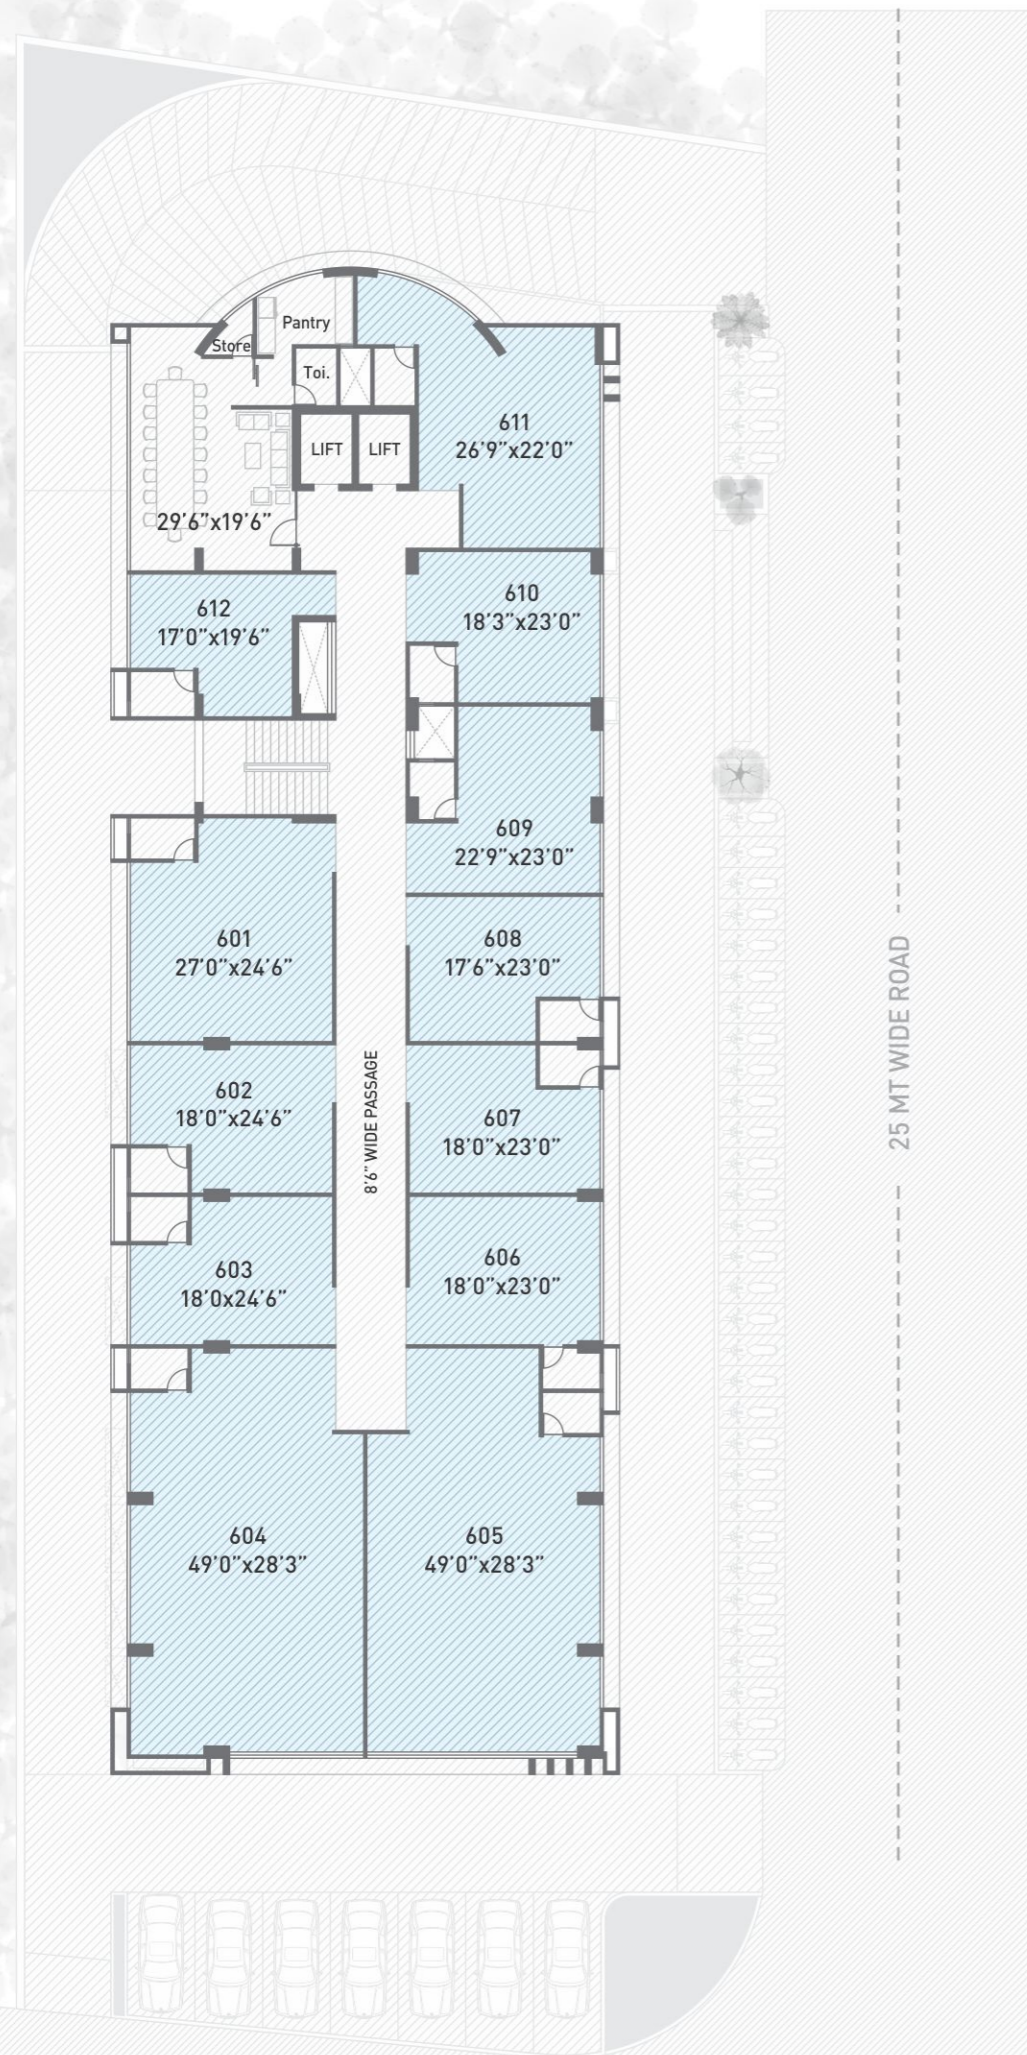 Pantry
Store
Toi.
LIFT
LIFT
611
26'9"x22'0"
29'6"x19'6"
610
18'3"x23'0"
612
17'0"x19'6"
609
22'9"x23'0"
601
27'0"x24'6"
608
17'6"x23'0"
25 MT WIDE ROAD
602
18'0"x24'6"
8'6" WIDE PASSAGE
607
18'0"x23'0"
603
18'0x24'6"
606
18'0"x23'0"
604
49'0"x28'3"
605
49'0"x28'3"